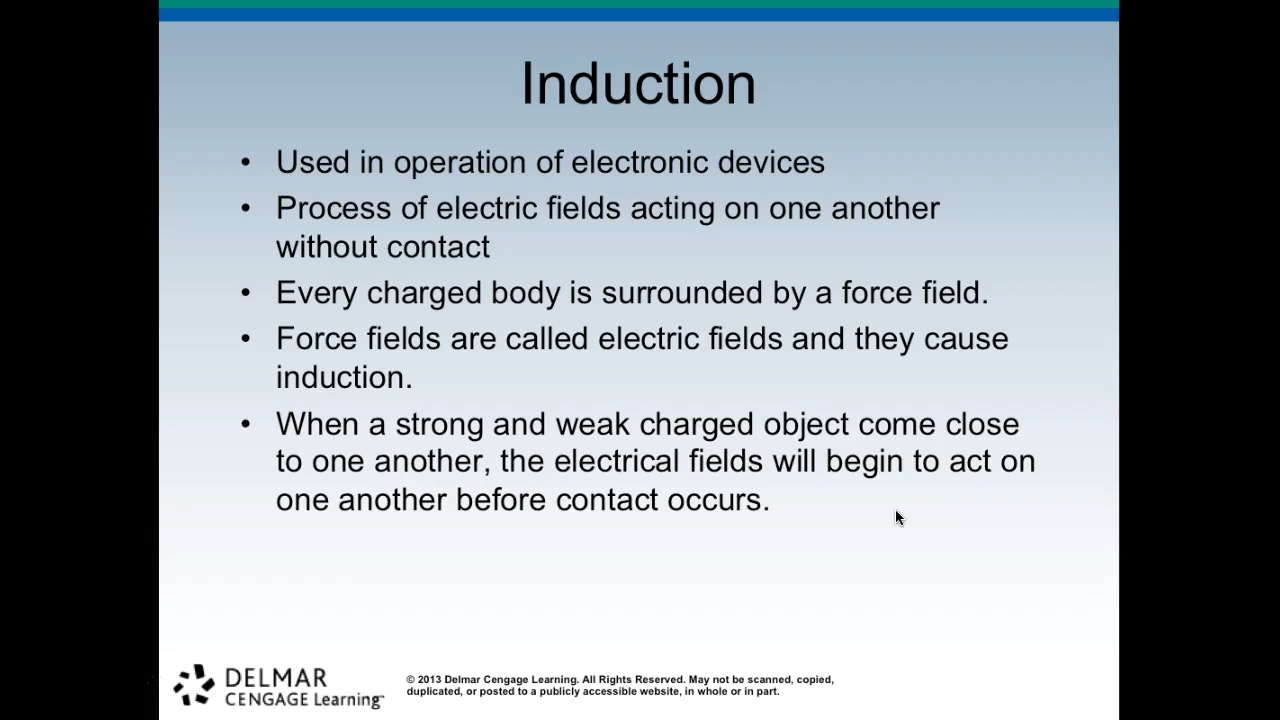 Induction
• Used in operation of electronic devices
• Process of electric fields acting on one another
without contact
• Every charged body is surrounded by a force field.
• Force fields are called electric fields and they cause
induction.
• When a strong and weak charged object come close
to one another, the electrical fields will begin to act on
one another before contact occurs.
DELMAR
CENGAGE Learning™
© 2013 Delmar Cengage Learning. All Rights Reserved. May not be scanned, copied,
duplicated, or posted to a publicly accessible website, in whole or in part.